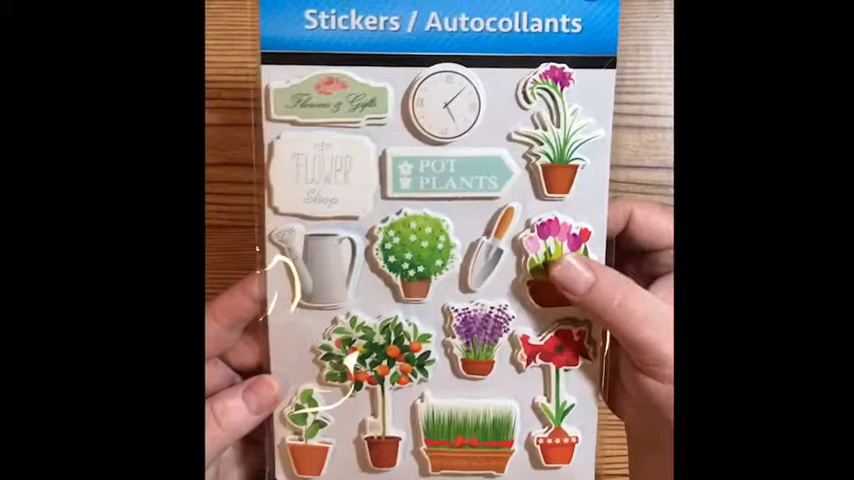 Stickers / Autocollants
Flowers & Gifts
FLOWER
Shop
POT
PLANTS